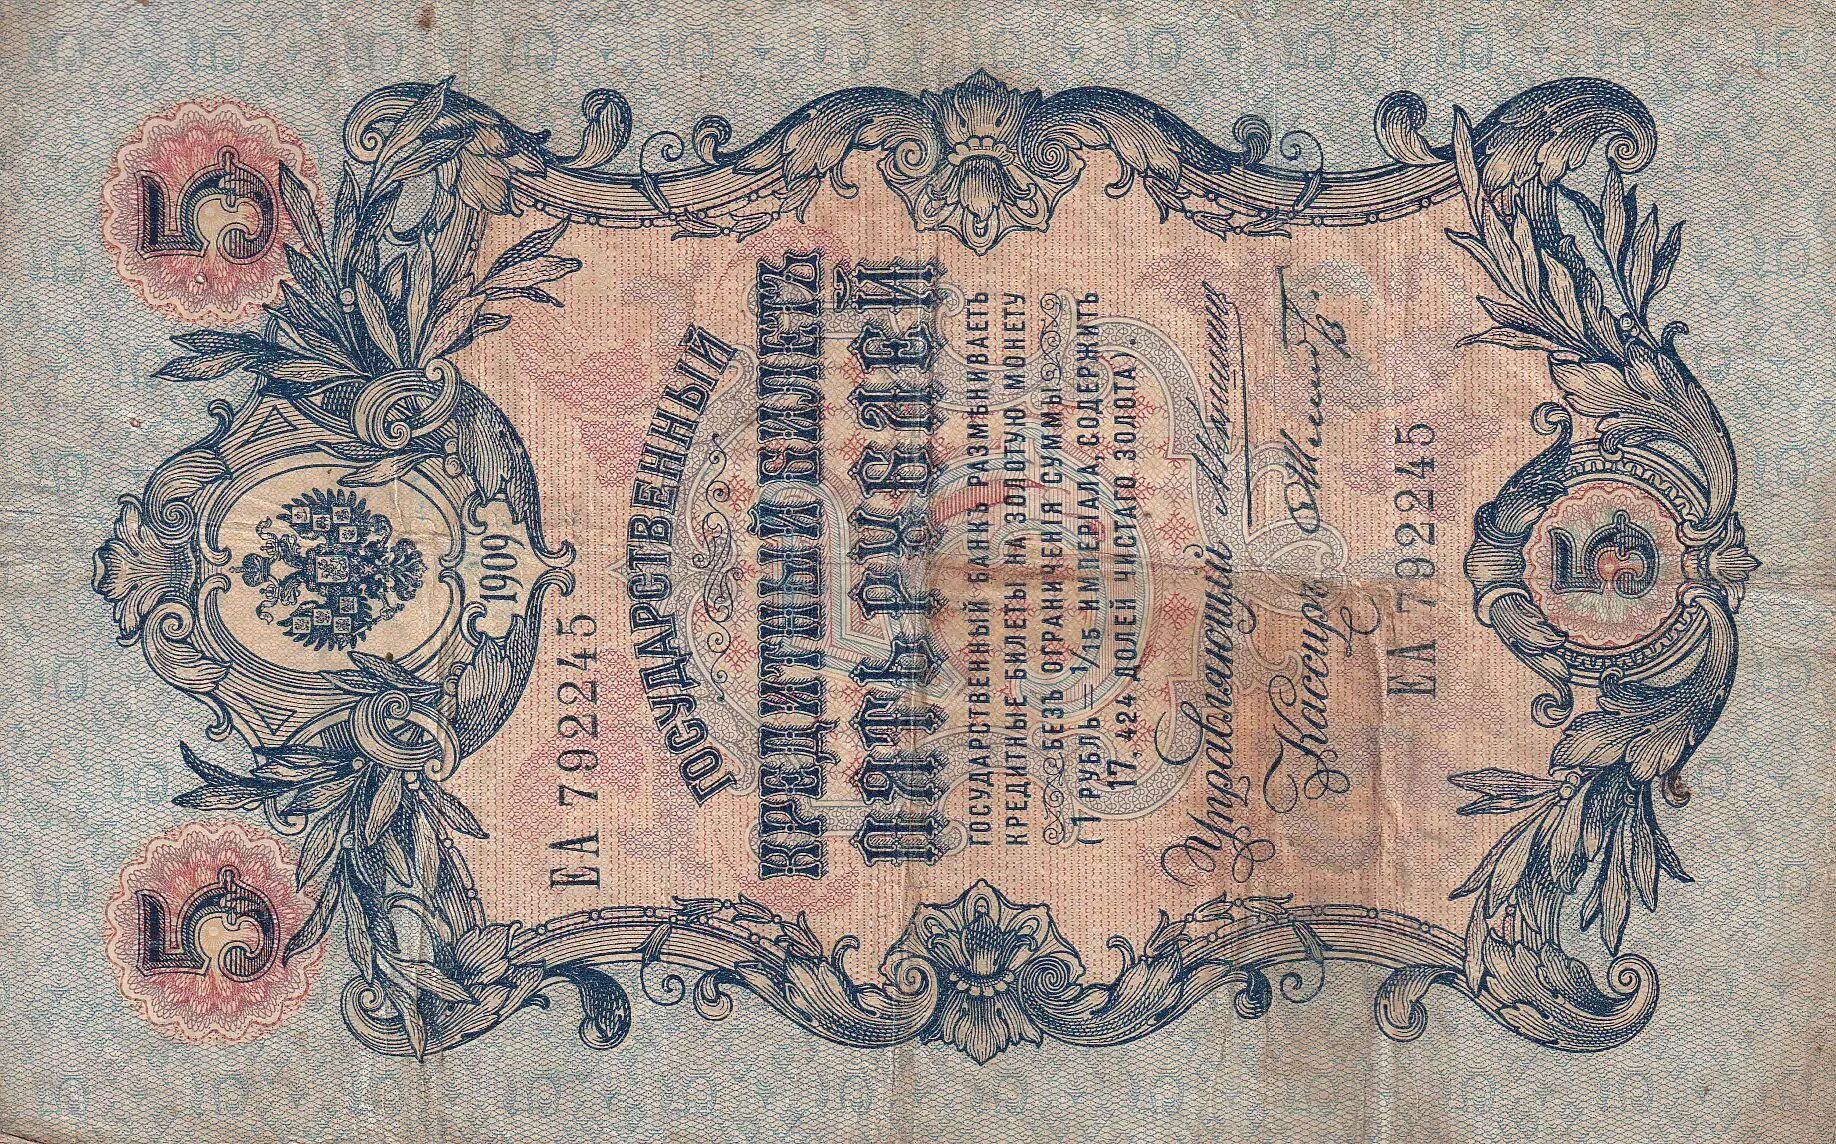 5 5
1909
ЕА 792245
ГОСУДАРСТВЕННЫЙ
КРЕДИТНЫЙ БИЛЕТЪ
ПЯТЬ РУБЛЕЙ
ГОСУДАРСТВЕННЫЙ БАНКЪ РАЗМѢНИВАЕТЪ
КРЕДИТНЫЕ БИЛЕТЫ НА ЗОЛОТУЮ МОНЕТУ
БЕЗЪ ОГРАНИЧЕНІЯ СУММЫ
(1 РУБЛЬ = 1/15 ИМПЕРІАЛА, СОДЕРЖИТЪ
17,424 ДОЛЕЙ ЧИСТАГО ЗОЛОТА).
Управляющій
Кассиръ
ЕА 792245
5